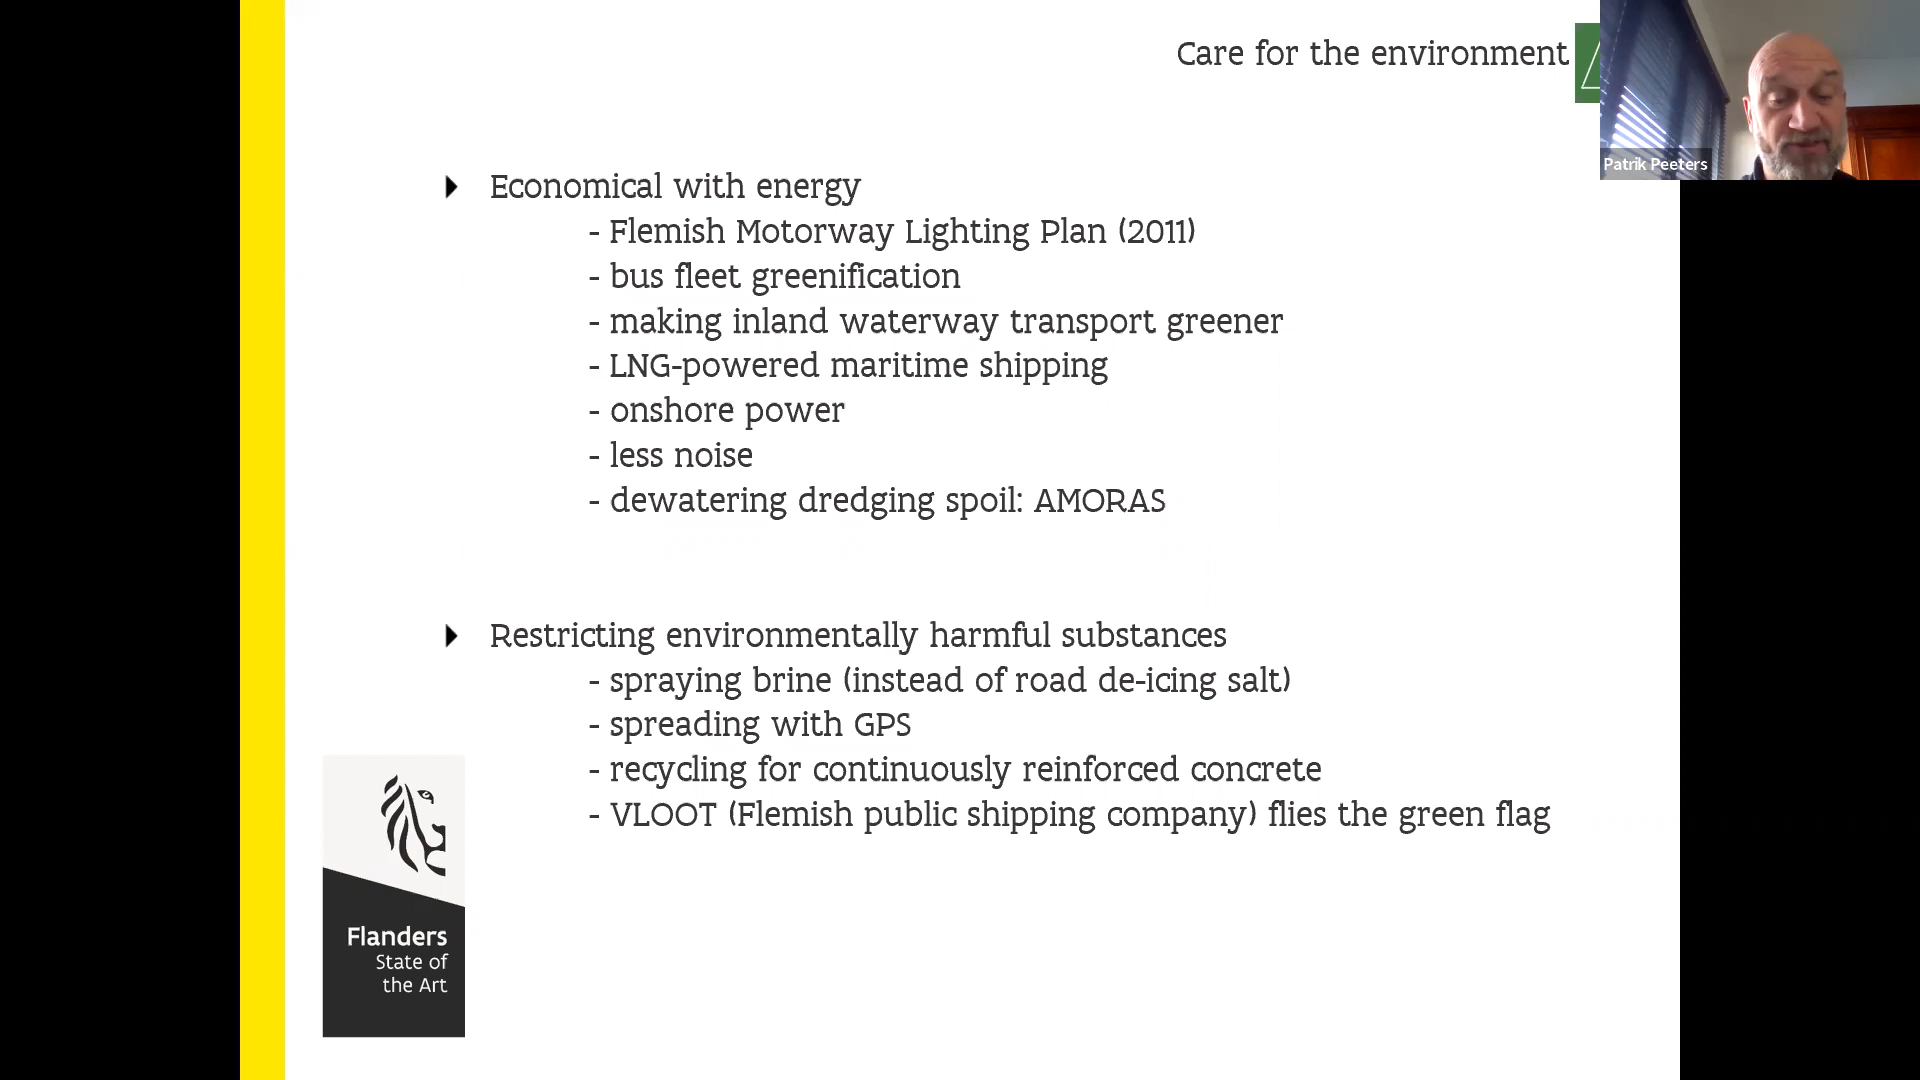 Care for the environment
Patrik Peeters
Economical with energy
- Flemish Motorway Lighting Plan (2011)
- bus fleet greenification
- making inland waterway transport greener
- LNG-powered maritime shipping
- onshore power
- less noise
- dewatering dredging spoil: AMORAS
Restricting environmentally harmful substances
- spraying brine (instead of road de-icing salt)
- spreading with GPS
- recycling for continuously reinforced concrete
- VLOOT (Flemish public shipping company) flies the green flag
Flanders
State of
the Art